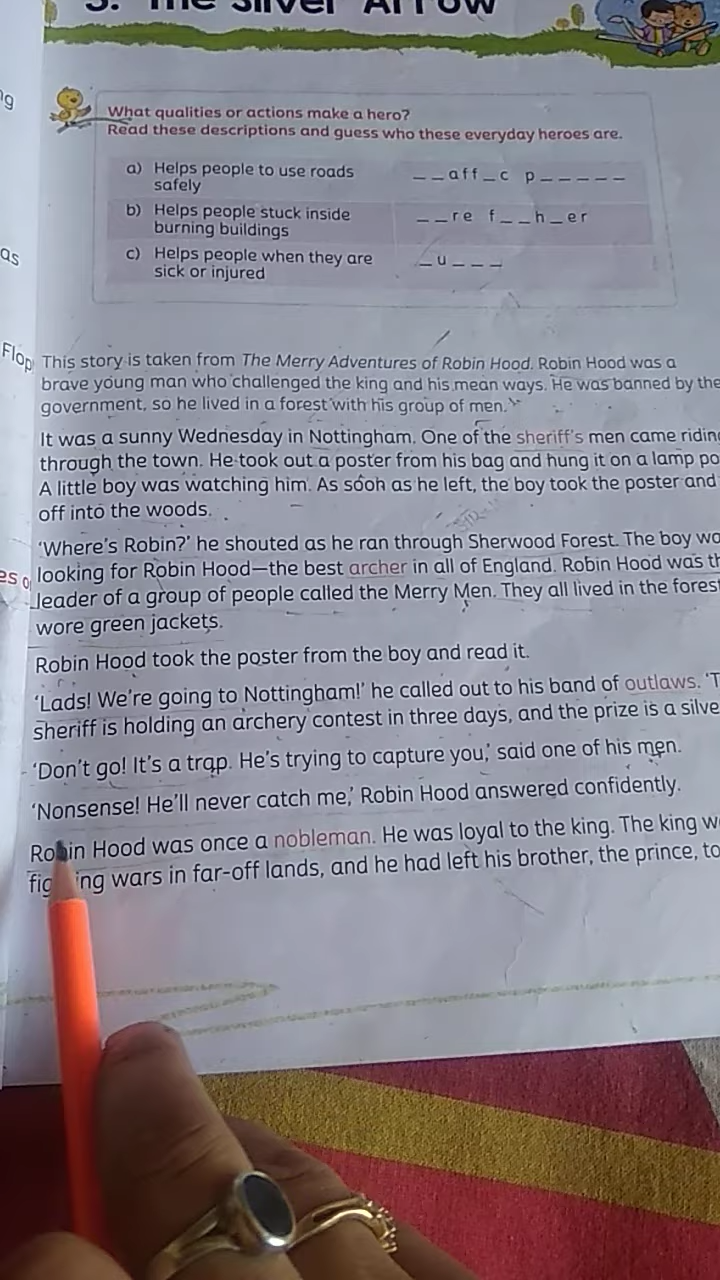 3. The Silver Arrow
What qualities or actions make a hero?
Read these descriptions and guess who these everyday heroes are.
a) Helps people to use roads safely
_ _ a f f _ c p _ _ _ _ _
b) Helps people stuck inside burning buildings
_ _ r e f _ _ h _ e r
c) Helps people when they are sick or injured
_ u _ _ _
as
Flop
This story is taken from The Merry Adventures of Robin Hood. Robin Hood was a
brave young man who challenged the king and his mean ways. He was banned by the
government, so he lived in a forest with his group of men.
It was a sunny Wednesday in Nottingham. One of the sheriff's men came
through the town. He took out a poster from his bag and hung it on a lamp
A little boy was watching him. As soon as he left, the boy took the poster and
off into the woods.
'Where's Robin?' he shouted as he ran through Sherwood Forest. The boy
looking for Robin Hood—the best archer in all of England. Robin Hood was
leader of a group of people called the Merry Men. They all lived in the forest
wore green jackets.
Robin Hood took the poster from the boy and read it.
'Lads! We're going to Nottingham!' he called out to his band of outlaws.
sheriff is holding an archery contest in three days, and the prize is a
'Don't go! It's a trap. He's trying to capture you,' said one of his men.
'Nonsense! He'll never catch me,' Robin Hood answered confidently.
Robin Hood was once a nobleman. He was loyal to the king. The king
wars in far-off lands, and he had left his brother, the prince, to